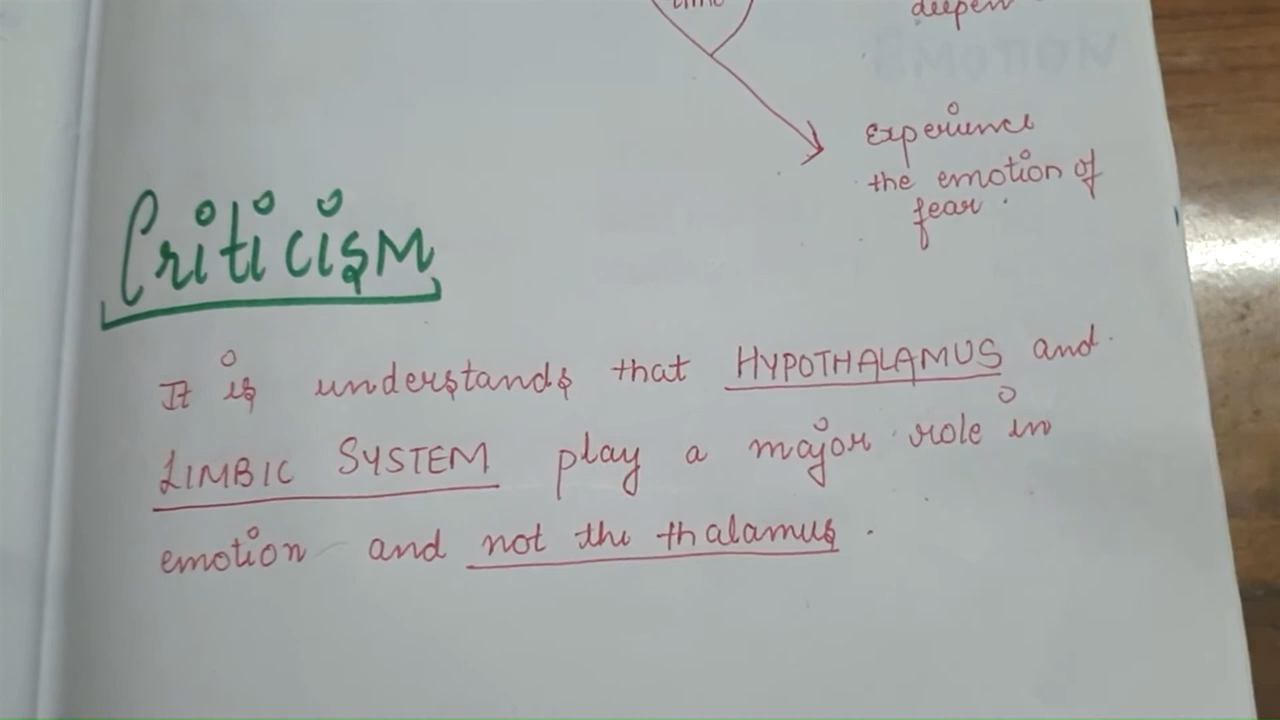 deepen
Experience
the emotion of
fear.
Criticism
It is understands that HYPOTHALAMUS and
LIMBIC SYSTEM play a major role in
emotion and not the thalamus.